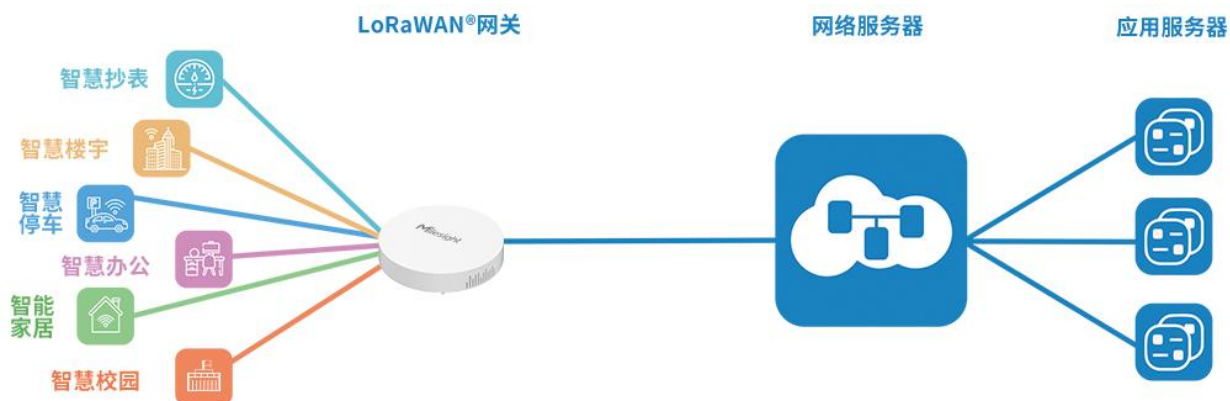 LoRaWAN®网关
网络服务器
应用服务器
智慧抄表
智慧楼宇
智慧
停车
智慧办公
智能
家居
智慧校园
Milesight
P